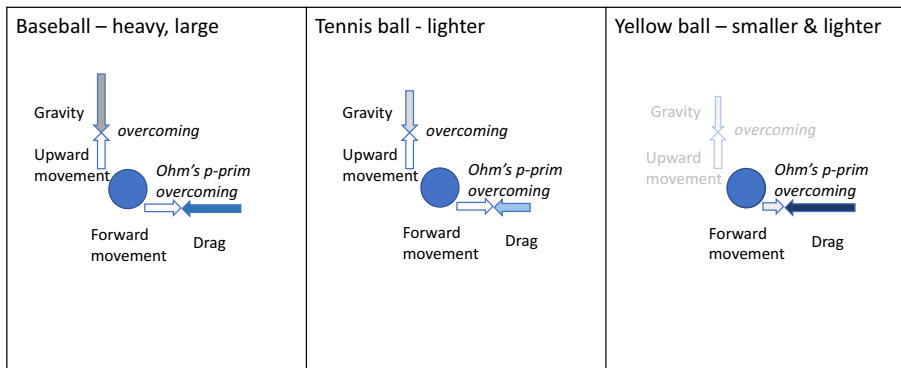 Baseball – heavy, large
Gravity
overcoming
Upward
movement
Ohm's p-prim
overcoming
Forward
movement
Drag
Tennis ball - lighter
Gravity
overcoming
Upward
movement
Ohm's p-prim
overcoming
Forward
movement
Drag
Yellow ball – smaller & lighter
Gravity
overcoming
Upward
movement
Ohm's p-prim
overcoming
Forward
movement
Drag